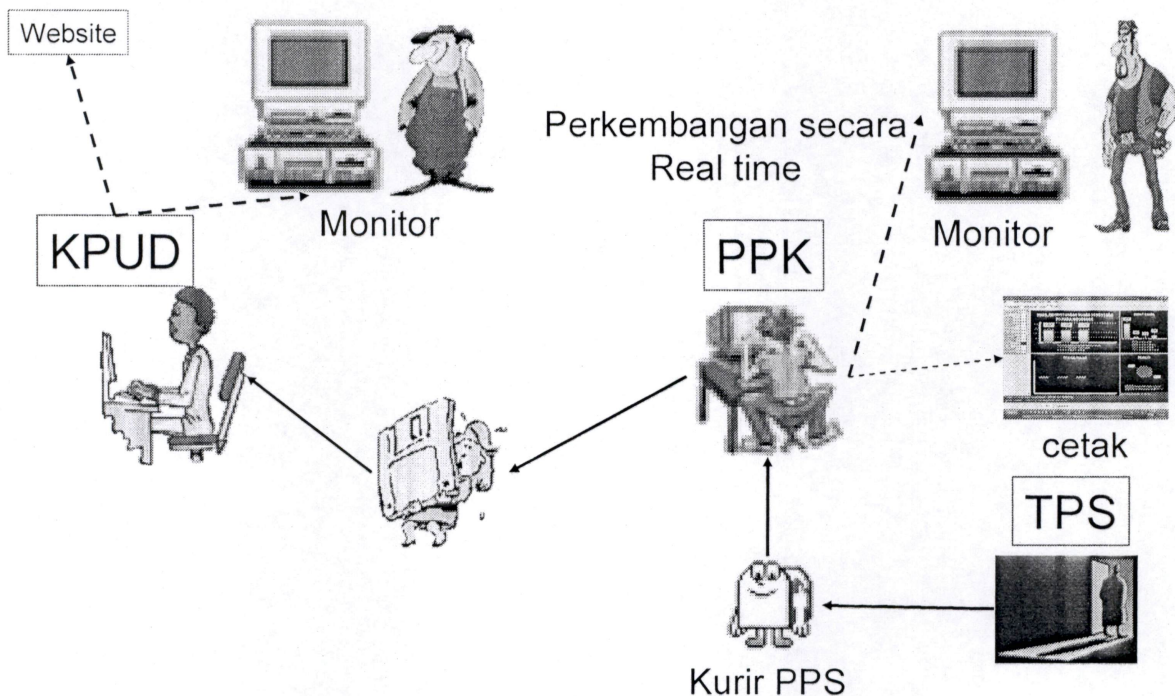 Website
Perkembangan secara
Real time
Monitor
Monitor
KPUD
PPK
cetak
TPS
Kurir PPS